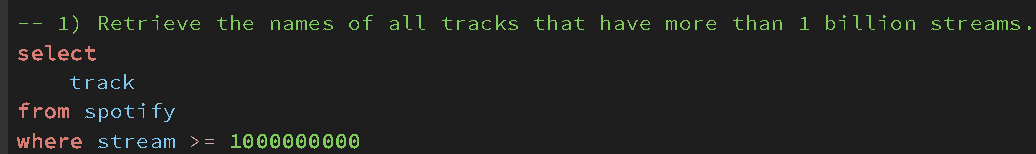 -- 1) Retrieve the names of all tracks that have more than 1 billion streams.
select
    track
from spotify
where stream >= 1000000000